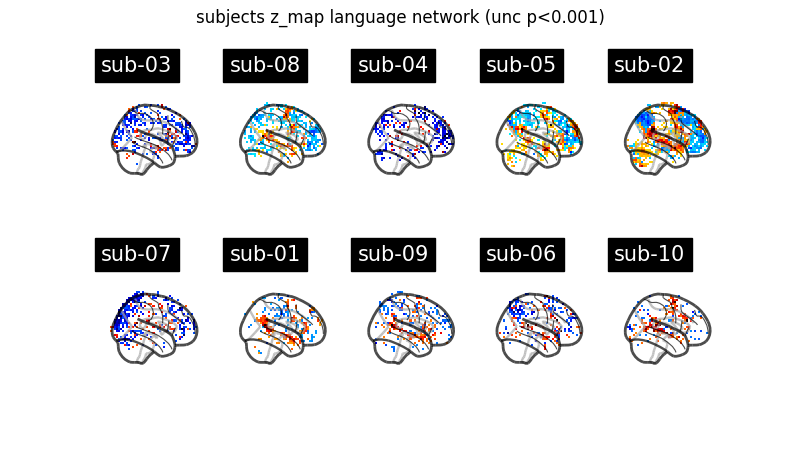 subjects z_map language network (unc p<0.001)
sub-03
sub-08
sub-04
sub-05
sub-02
sub-07
sub-01
sub-09
sub-06
sub-10